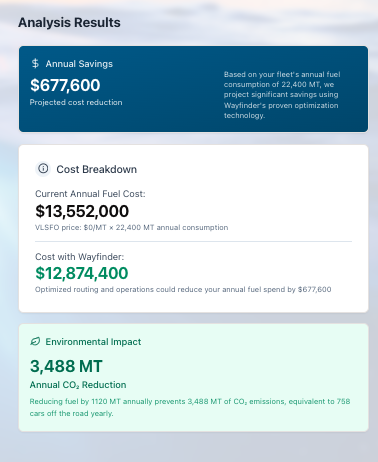 Analysis Results
$ Annual Savings
$677,600
Projected cost reduction
Based on your fleet's annual fuel
consumption of 22,400 MT, we
project significant savings using
Wayfinder's proven optimization
technology.
Cost Breakdown
Current Annual Fuel Cost:
$13,552,000
VLSFO price: $0/MT × 22,400 MT annual consumption
Cost with Wayfinder:
$12,874,400
Optimized routing and operations could reduce your annual fuel spend by $677,600
Environmental Impact
3,488 MT
Annual CO₂ Reduction
Reducing fuel by 1120 MT annually prevents 3,488 MT of CO₂ emissions, equivalent to 758
cars off the road yearly.